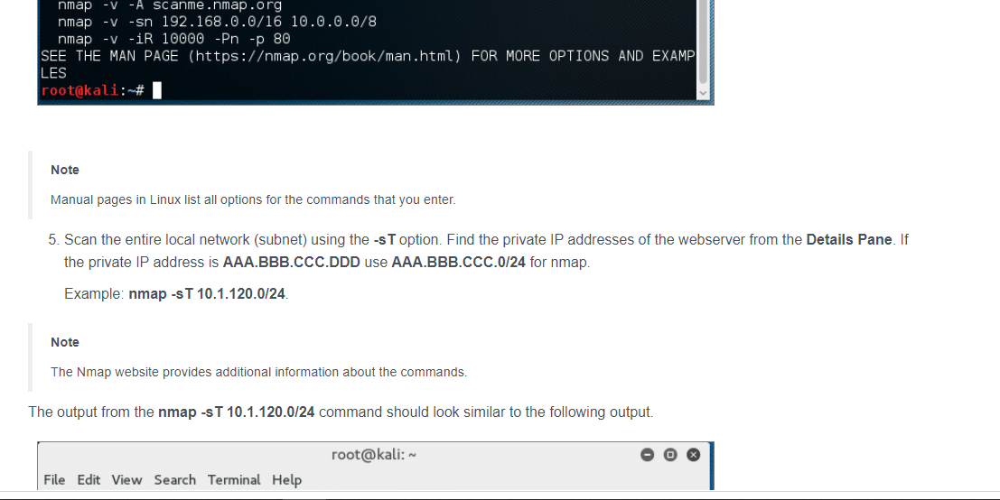 nmap -v -A scanme.nmap.org
nmap -v -sn 192.168.0.0/16 10.0.0.0/8
nmap -v -iR 10000 -Pn -p 80
SEE THE MAN PAGE (https://nmap.org/book/man.html) FOR MORE OPTIONS AND EXAMP
LES
root@kali:~#
Note
Manual pages in Linux list all options for the commands that you enter.
5. Scan the entire local network (subnet) using the -sT option. Find the private IP addresses of the webserver from the Details Pane. If
the private IP address is AAA.BBB.CCC.DDD use AAA.BBB.CCC.0/24 for nmap.
Example: nmap -sT 10.1.120.0/24.
Note
The Nmap website provides additional information about the commands.
The output from the nmap -sT 10.1.120.0/24 command should look similar to the following output.
root@kali: ~
File Edit View Search Terminal Help